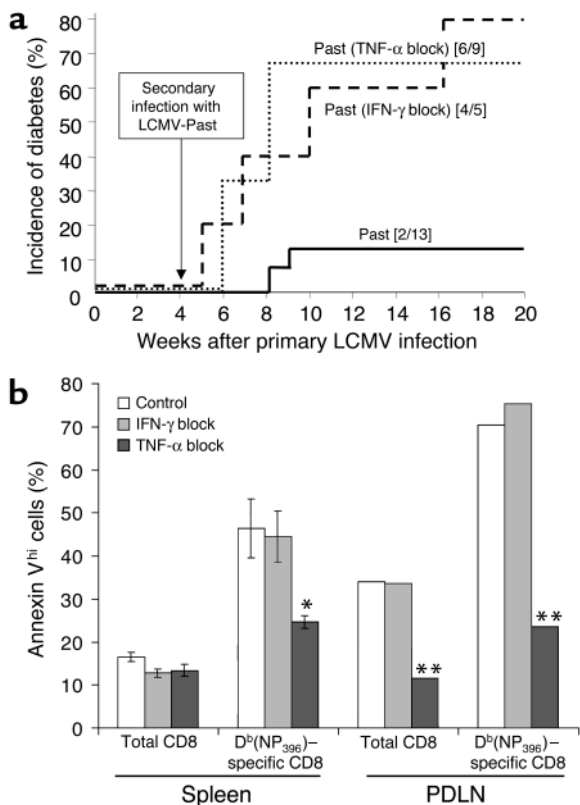 a
Incidence of diabetes (%)
80
70
60
50
40
30
20
10
0
Secondary
infection with
LCMV-Past
Past (TNF-α block) [6/9]
Past (IFN-γ block) [4/5]
Past [2/13]
0 2 4 6 8 10 12 14 16 18 20
Weeks after primary LCMV infection
b
Annexin Vhi cells (%)
80
70
60
50
40
30
20
10
0
Control
IFN-γ block
TNF-α block
*
**
**
Total CD8
Db(NP396)–
specific CD8
Total CD8
Db(NP396)–
specific CD8
Spleen
PDLN